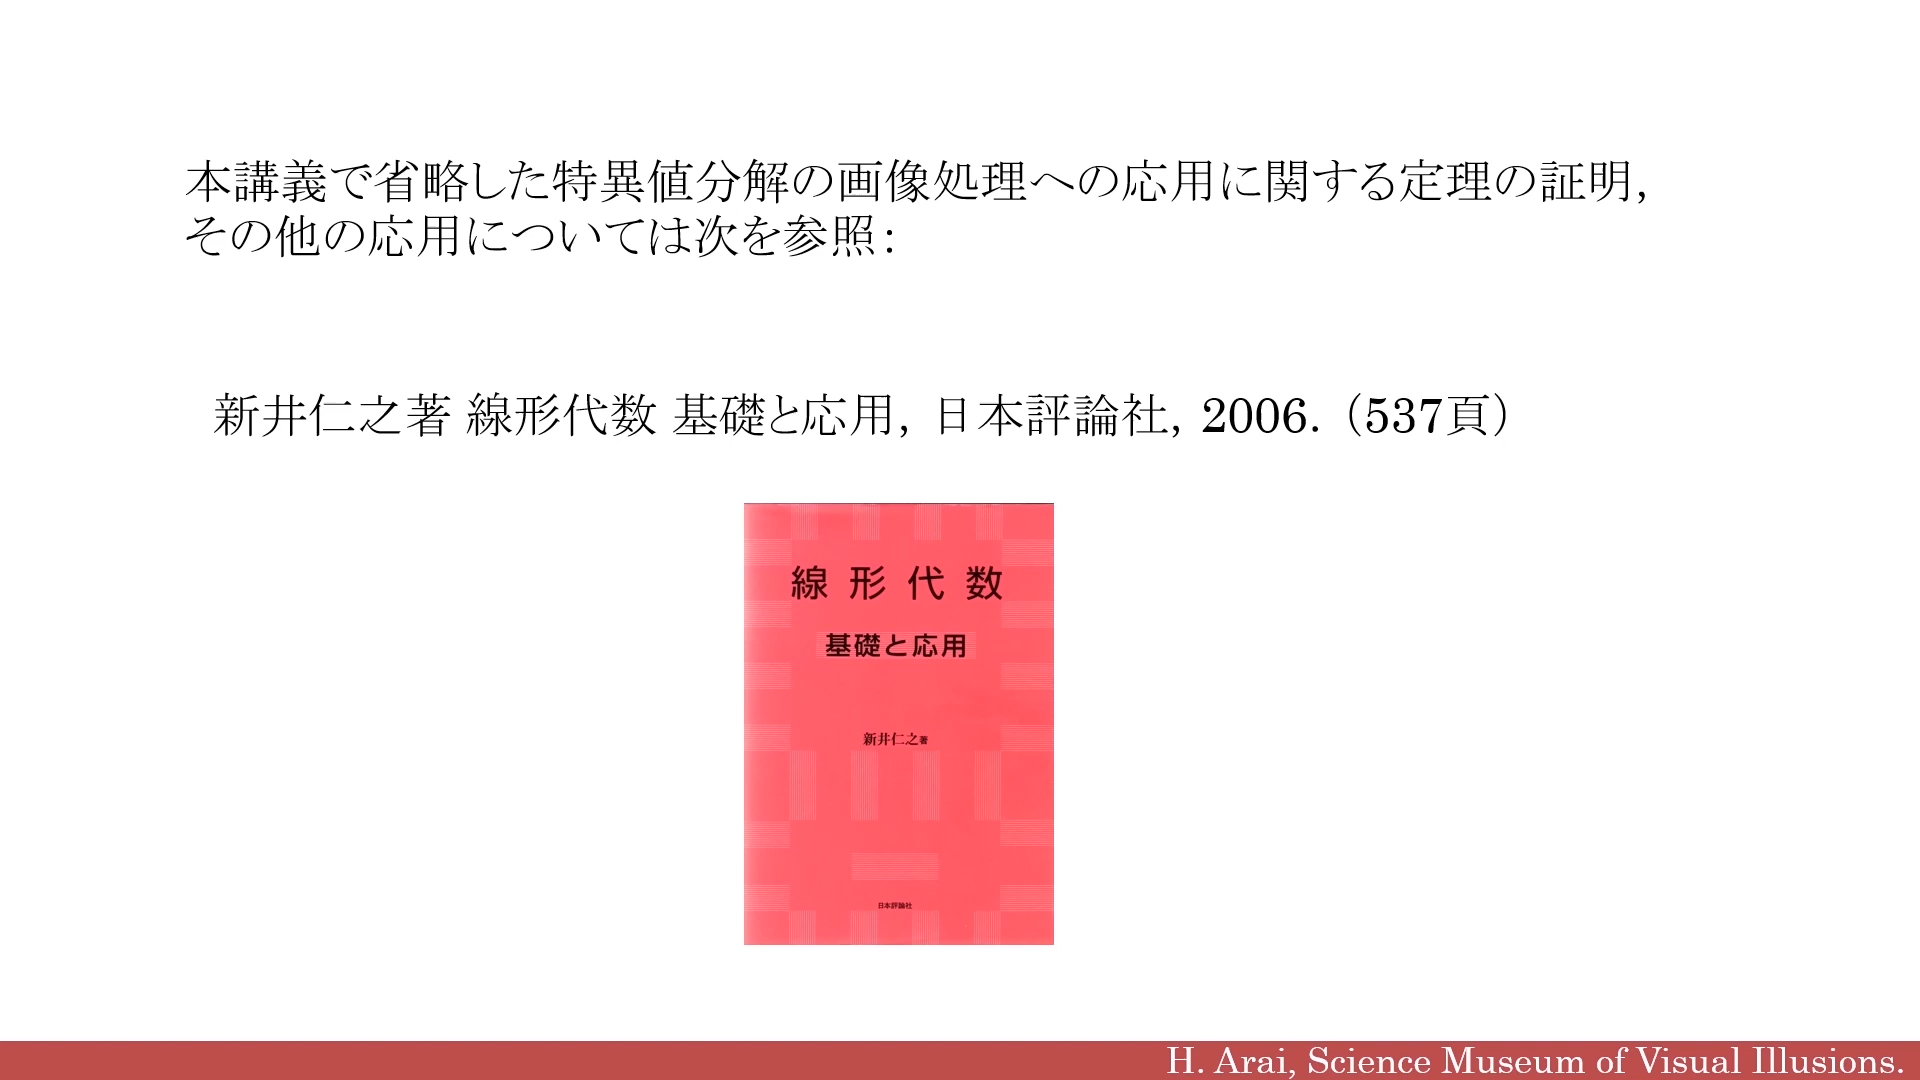 本講義で省略した特異値分解の画像処理への応用に関する定理の証明,
その他の応用については次を参照:
新井仁之著 線形代数 基礎と応用, 日本評論社, 2006. (537頁)
線形代数
基礎と応用
新井仁之著
日本評論社
H. Arai, Science Museum of Visual Illusions.